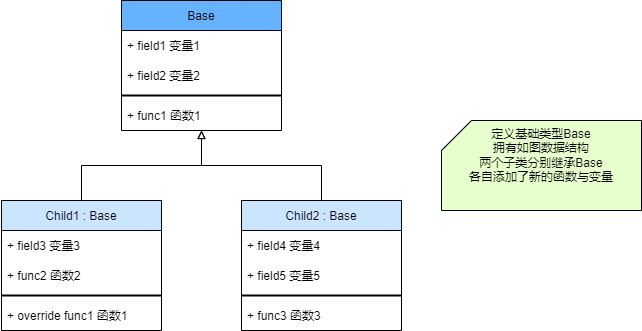 Base
+ field1 变量1
+ field2 变量2
+ func1 函数1
定义基础类型Base
拥有如图数据结构
两个子类分别继承Base
各自添加了新的函数与变量
Child1 : Base
+ field3 变量3
+ func2 函数2
+ override func1 函数1
Child2 : Base
+ field4 变量4
+ field5 变量5
+ func3 函数3